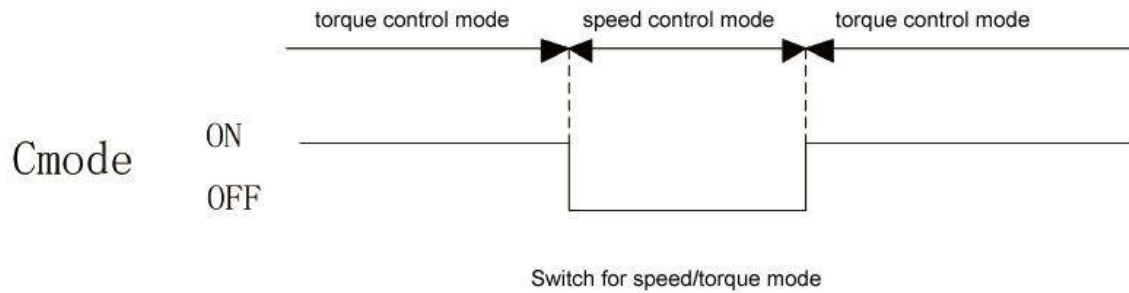 torque control mode speed control mode torque control mode
ON
Cmode
OFF
Switch for speed/torque mode